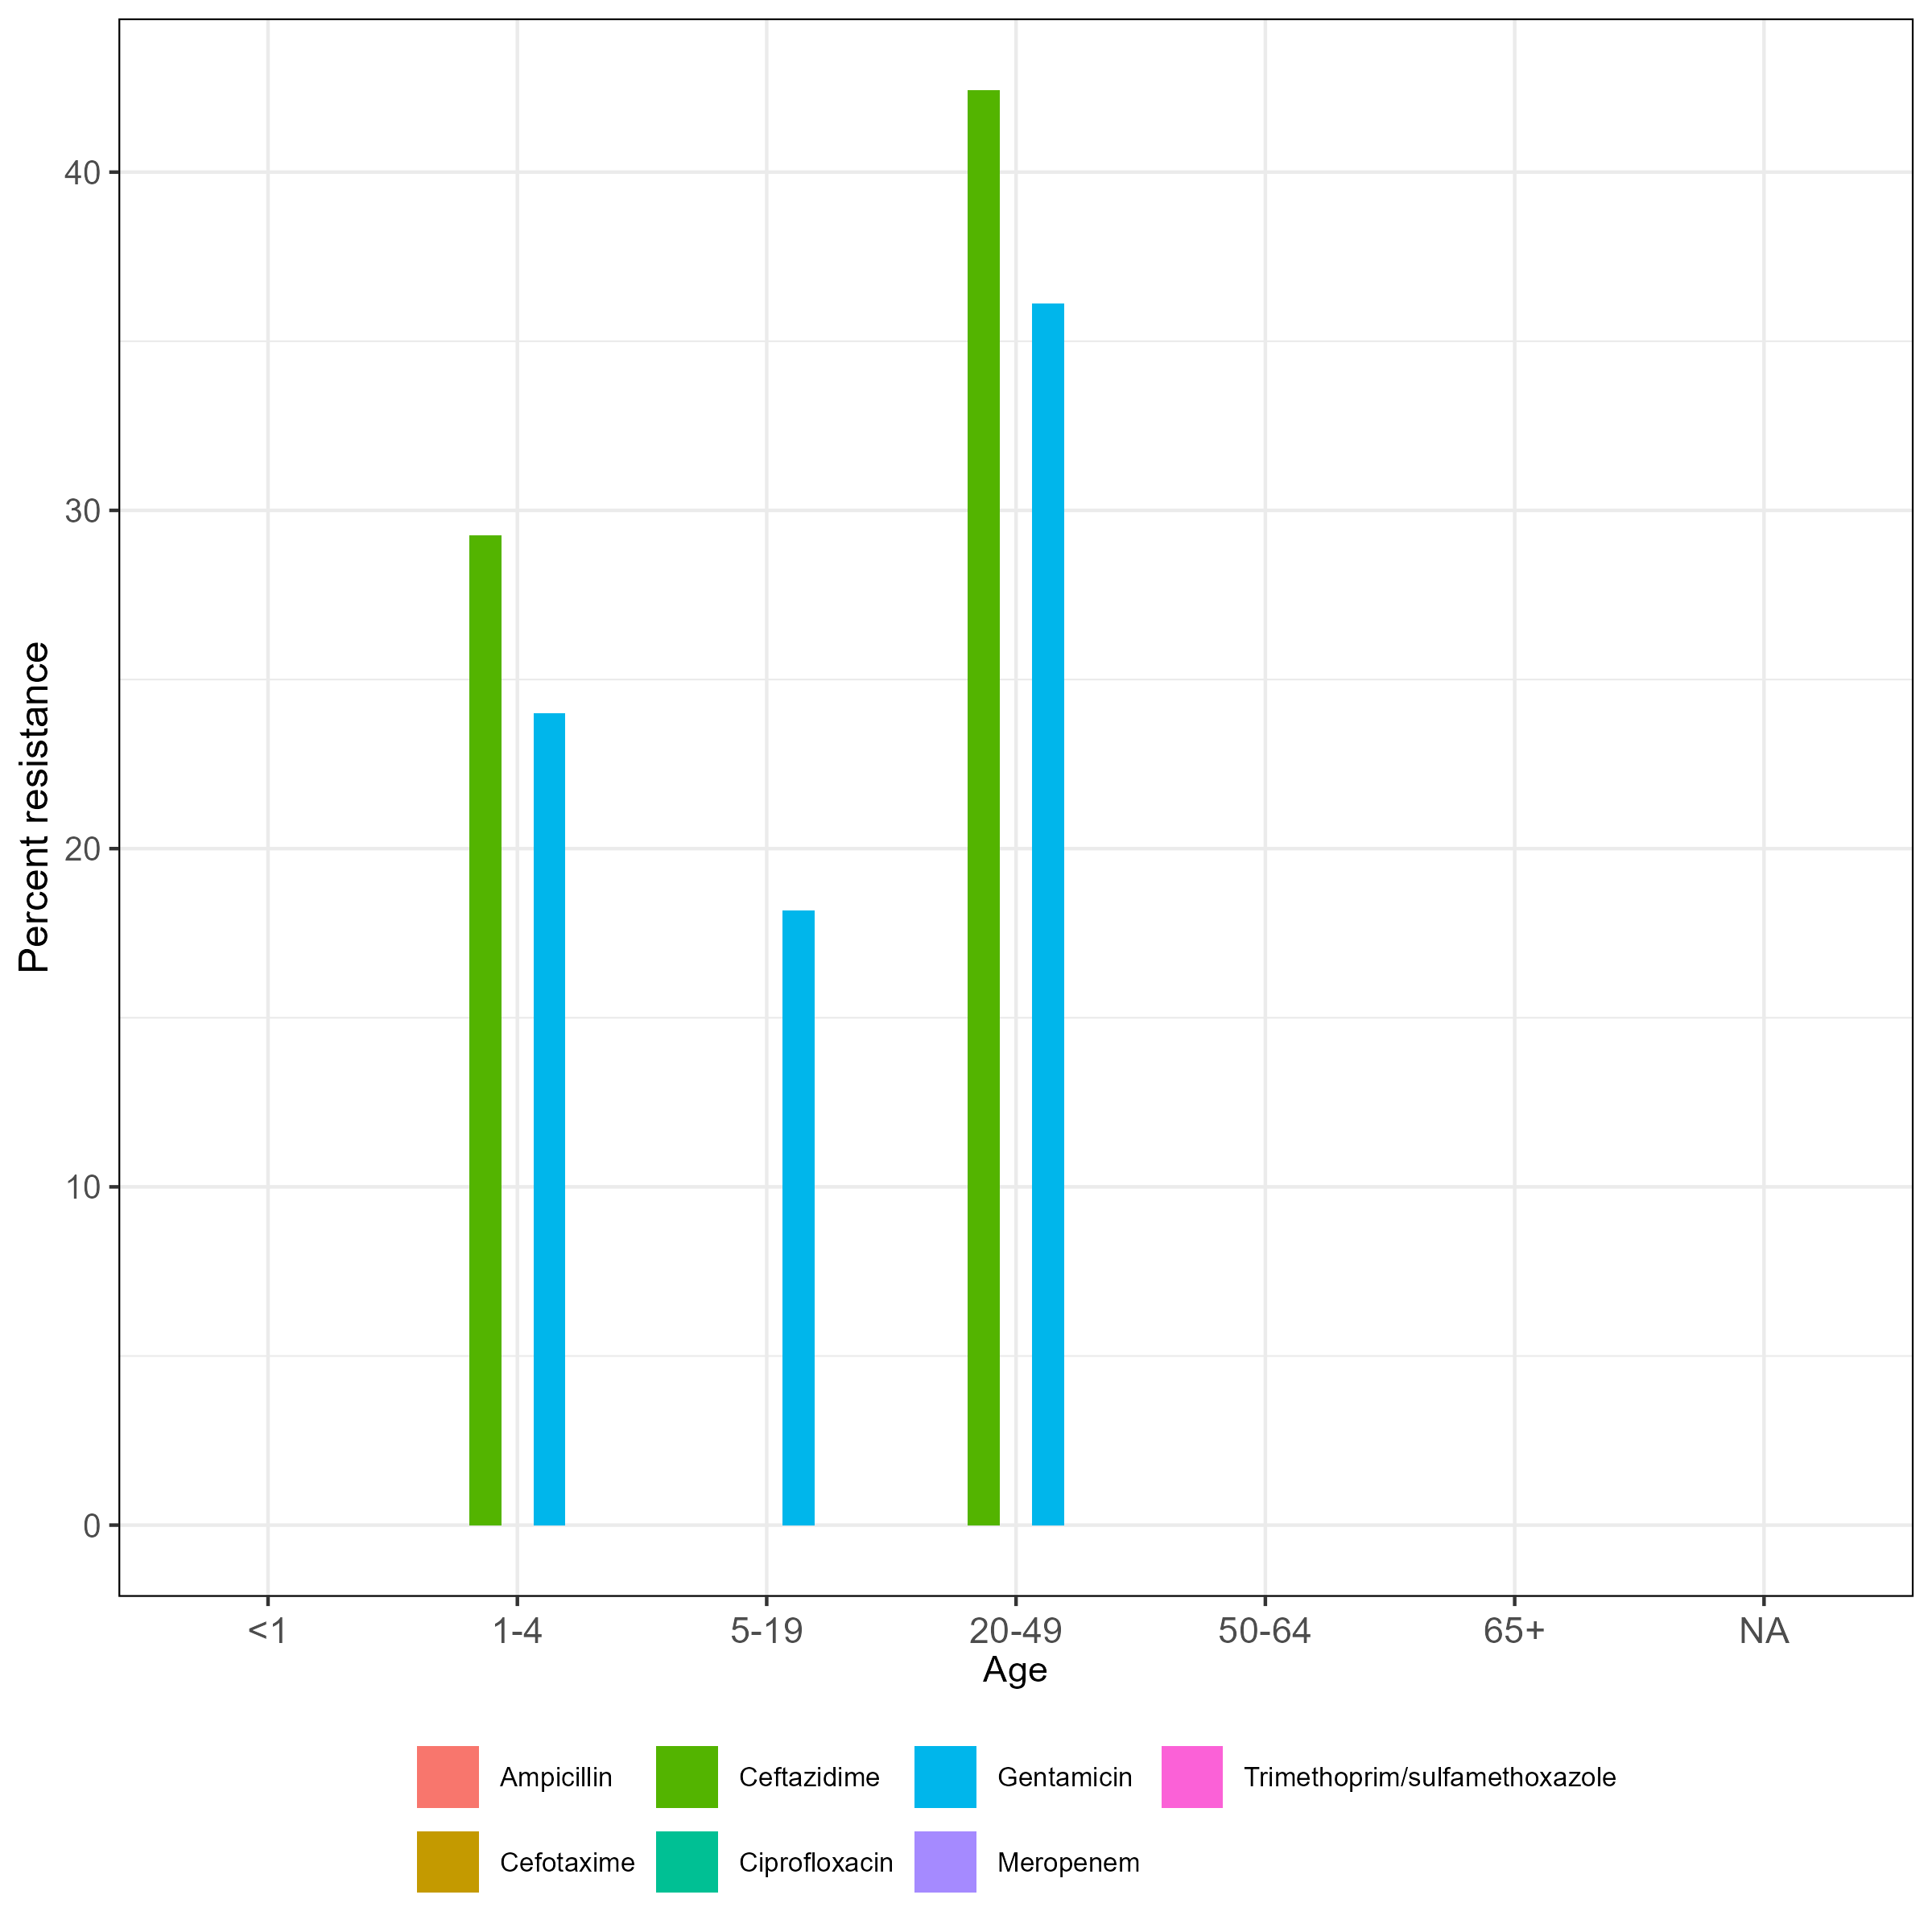 Percent resistance
40
30
20
10
0
<1 1-4 5-19 20-49 50-64 65+ NA
Age
Ampicillin Ceftazidime Gentamicin Trimethoprim/sulfamethoxazole
Cefotaxime Ciprofloxacin Meropenem